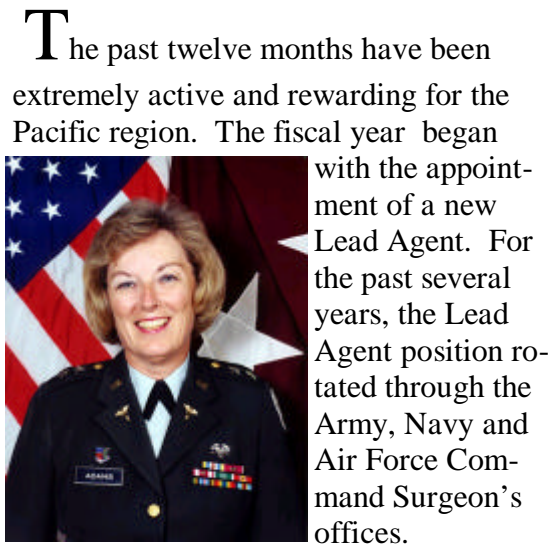 The past twelve months have been
extremely active and rewarding for the
Pacific region. The fiscal year began
with the appoint-
ment of a new
Lead Agent. For
the past several
years, the Lead
Agent position ro-
tated through the
Army, Navy and
Air Force Com-
mand Surgeon's
offices.
ADAMS